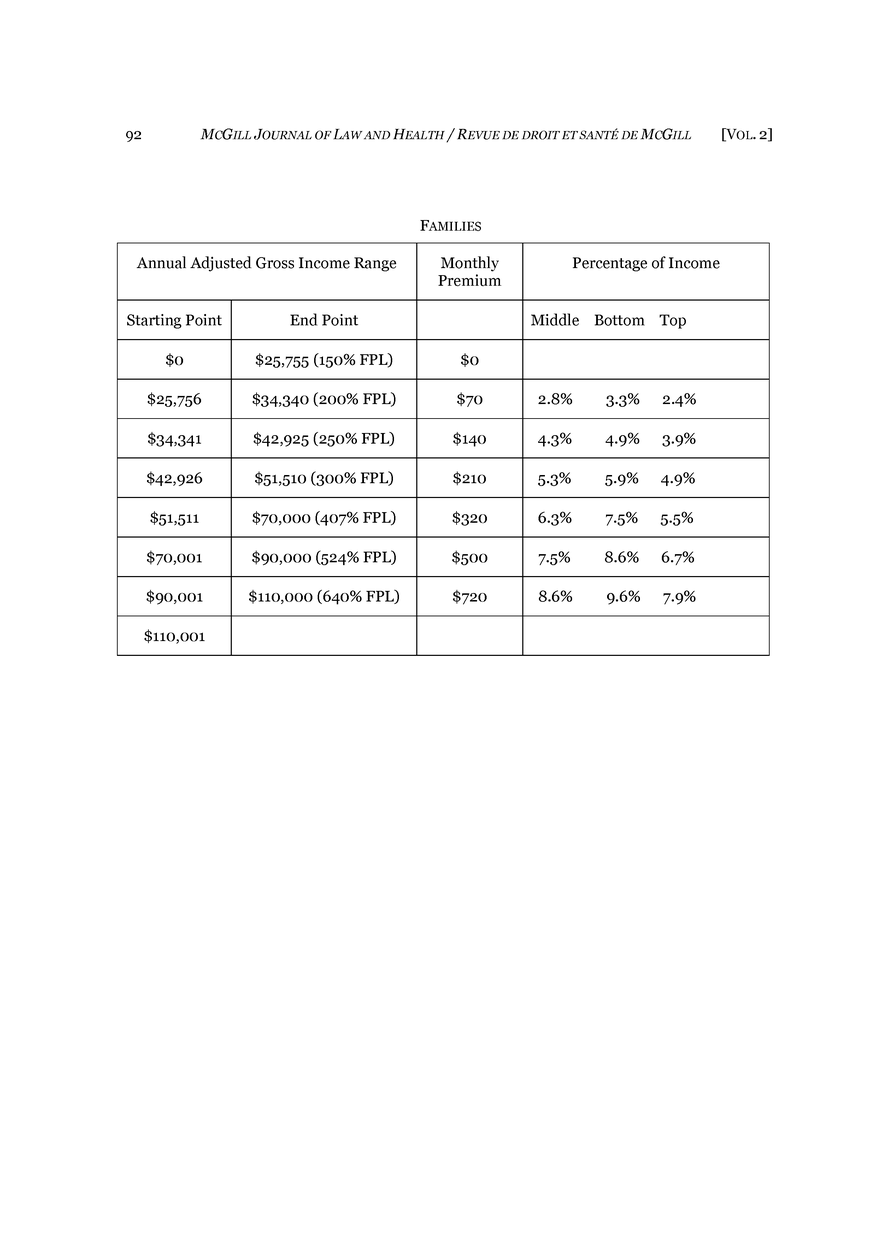 92 MCGILL JOURNAL OF LAW AND HEALTH / REVUE DE DROIT ET SANTÉ DE MCGILL [VOL. 2]
FAMILIES
Annual Adjusted Gross Income Range Monthly Premium Percentage of Income
Starting Point End Point Middle Bottom Top
$0 $25,755 (150% FPL) $0
$25,756 $34,340 (200% FPL) $70 2.8% 3.3% 2.4%
$34,341 $42,925 (250% FPL) $140 4.3% 4.9% 3.9%
$42,926 $51,510 (300% FPL) $210 5.3% 5.9% 4.9%
$51,511 $70,000 (407% FPL) $320 6.3% 7.5% 5.5%
$70,001 $90,000 (524% FPL) $500 7.5% 8.6% 6.7%
$90,001 $110,000 (640% FPL) $720 8.6% 9.6% 7.9%
$110,001